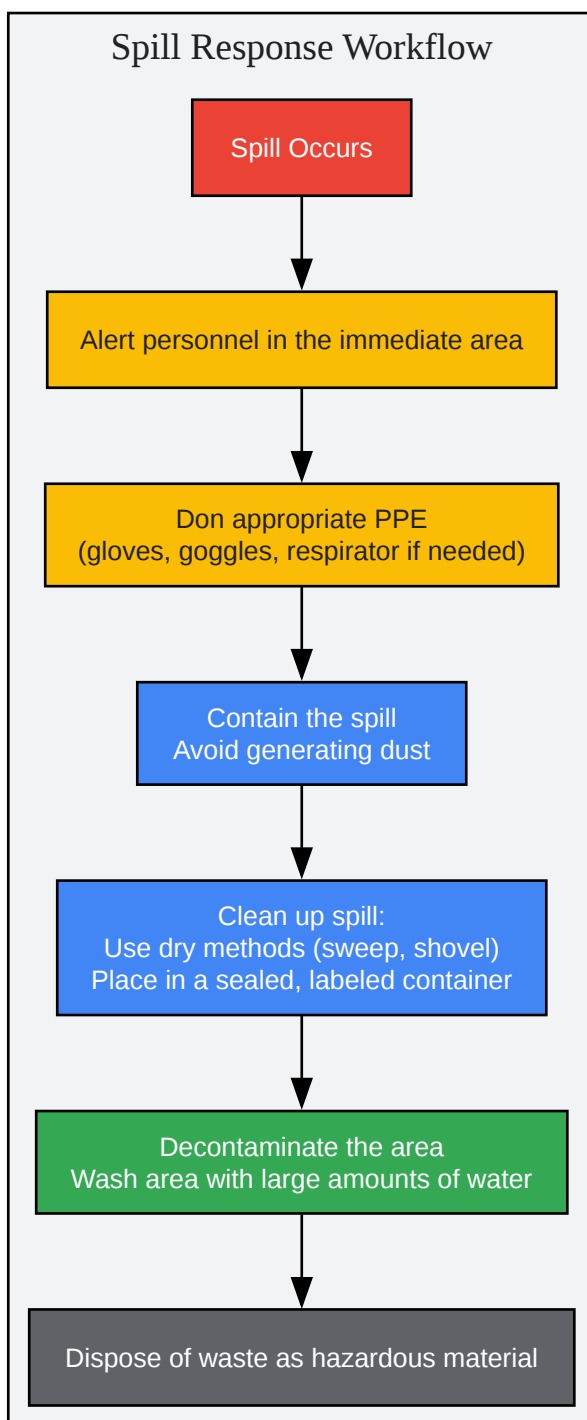 Spill Response Workflow
Spill Occurs
Alert personnel in the immediate area
Don appropriate PPE
(gloves, goggles, respirator if needed)
Contain the spill
Avoid generating dust
Clean up spill:
Use dry methods (sweep, shovel)
Place in a sealed, labeled container
Decontaminate the area
Wash area with large amounts of water
Dispose of waste as hazardous material